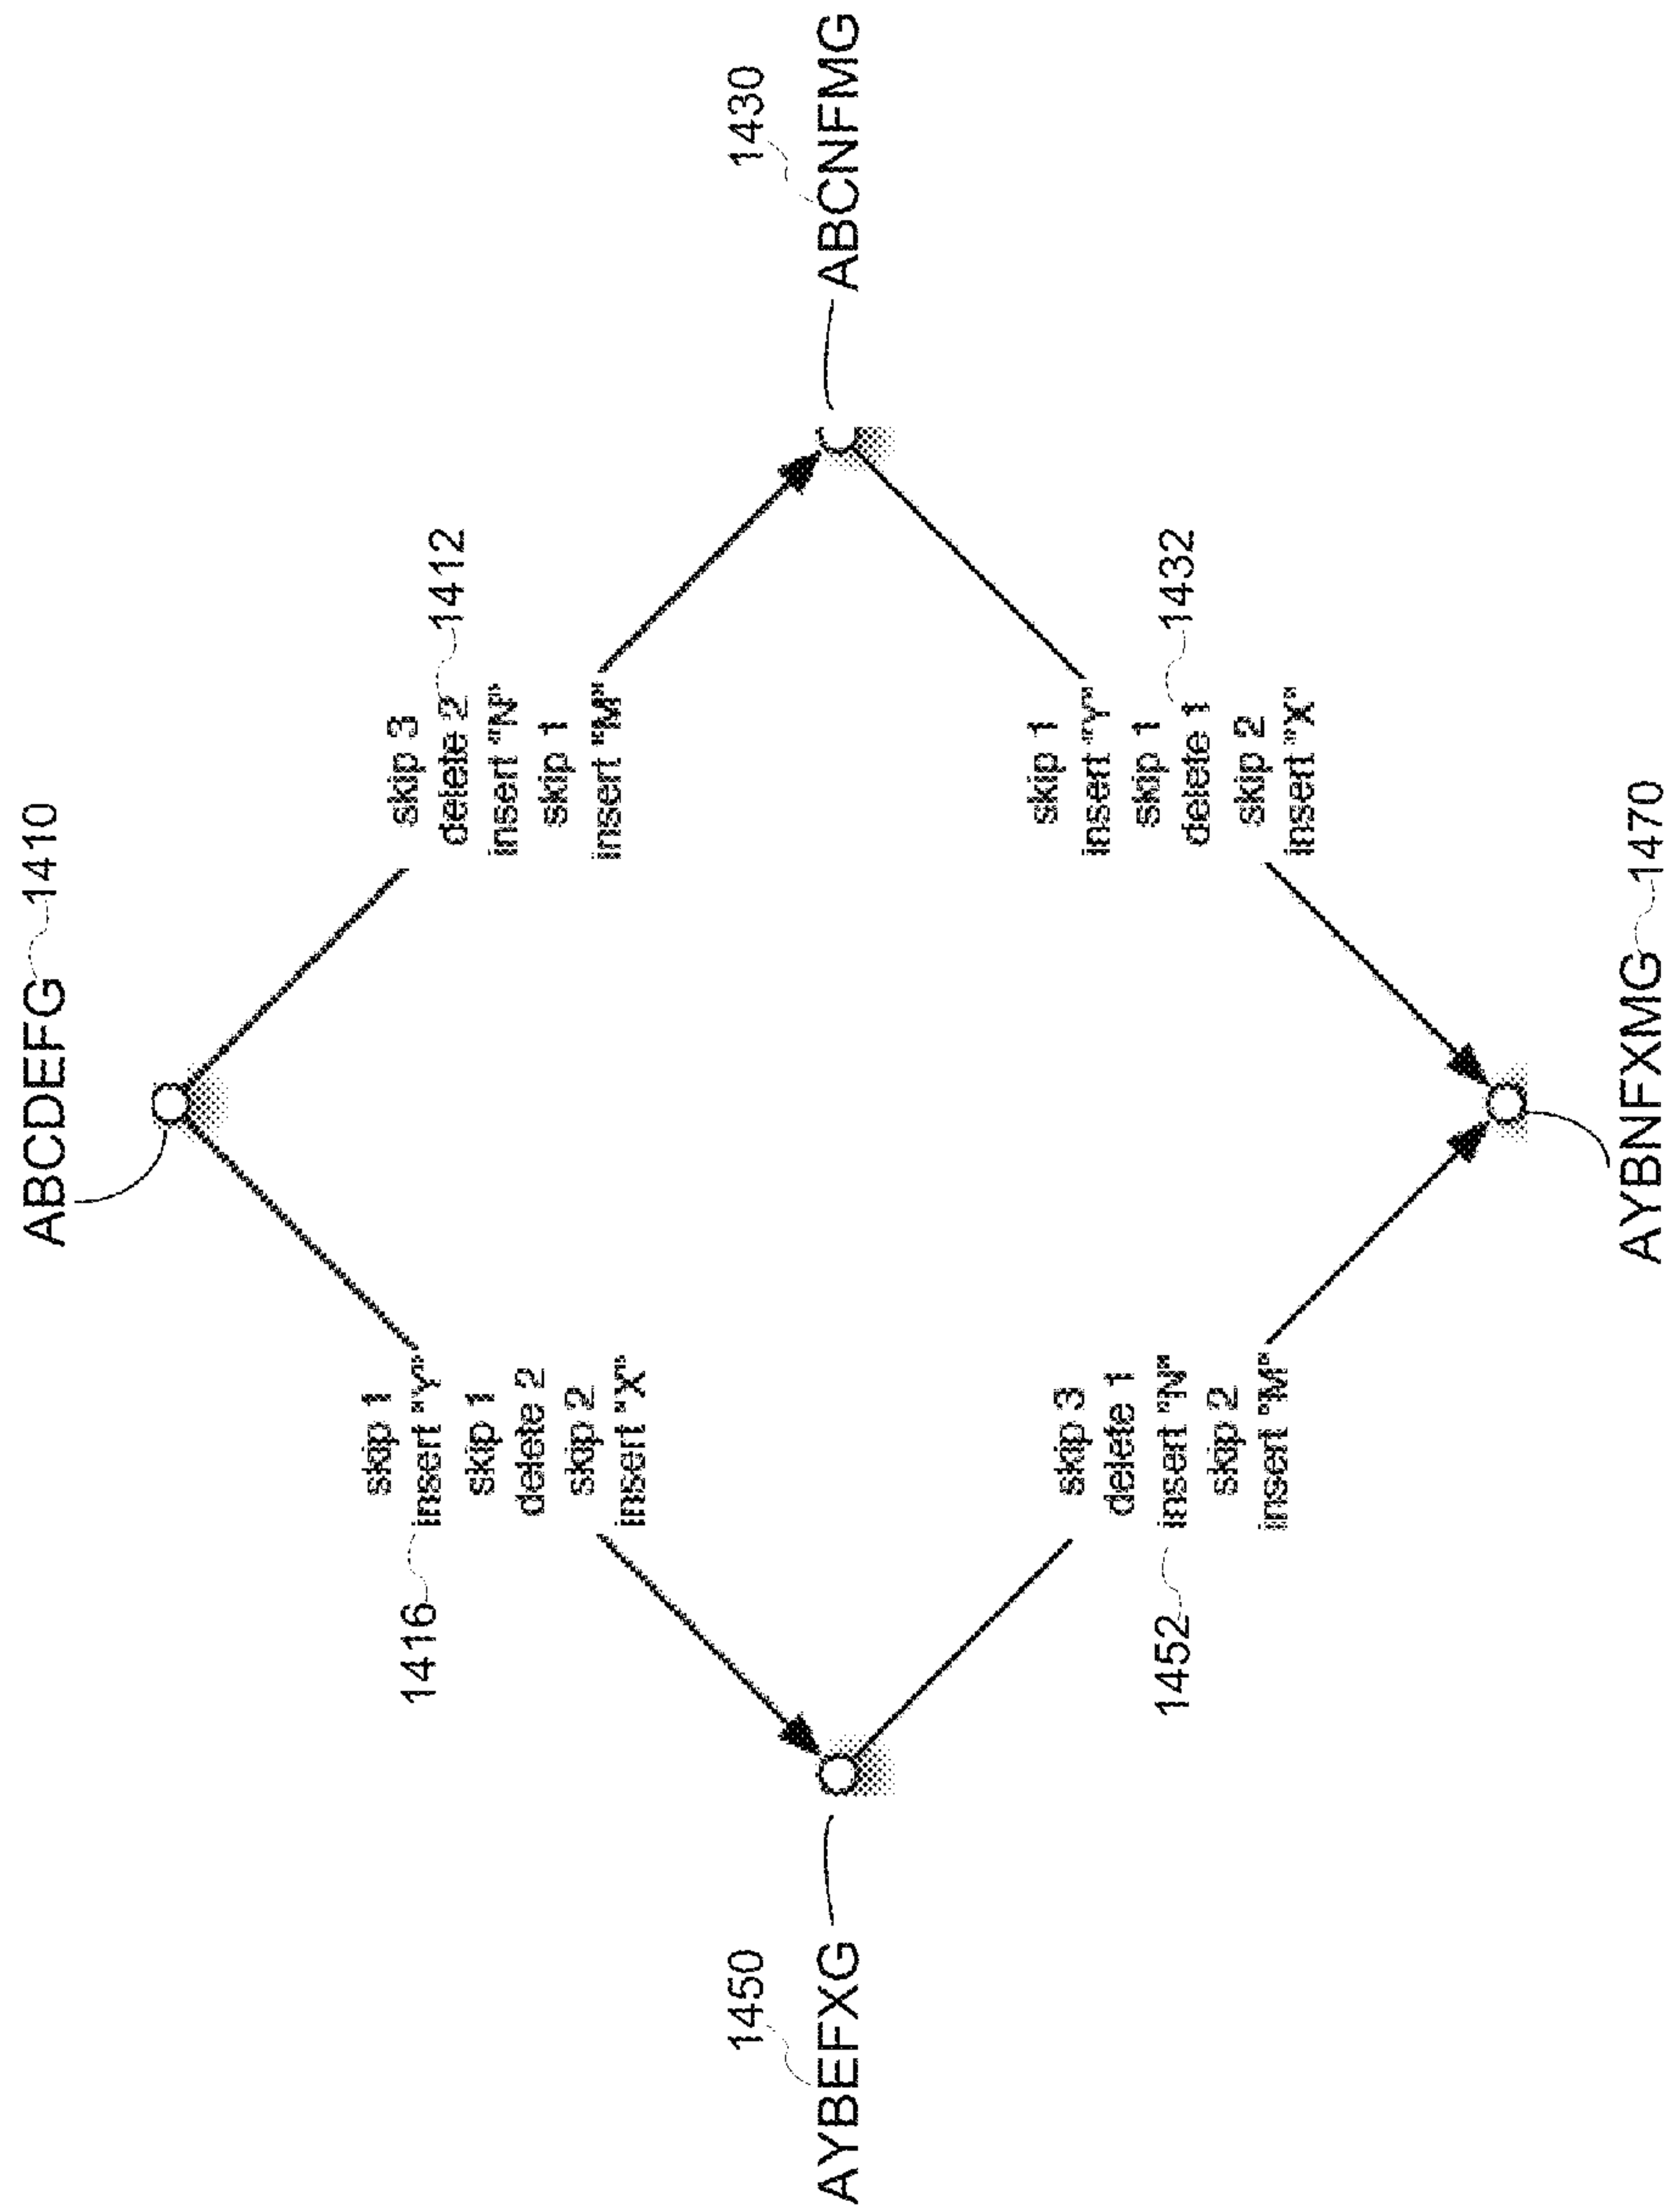 ABCDEFG 1410
skip 1
1416 insert "Y"
skip 1
delete 2
skip 2
insert "X"
skip 3
delete 2 1412
insert "N"
skip 1
insert "M"
1450
AYBEFXG
1430
ABCNFMG
skip 3
delete 1
1452 insert "N"
skip 2
insert "M"
skip 1
insert "Y"
skip 1
delete 1 1432
skip 2
insert "X"
AYBNFXMG 1470